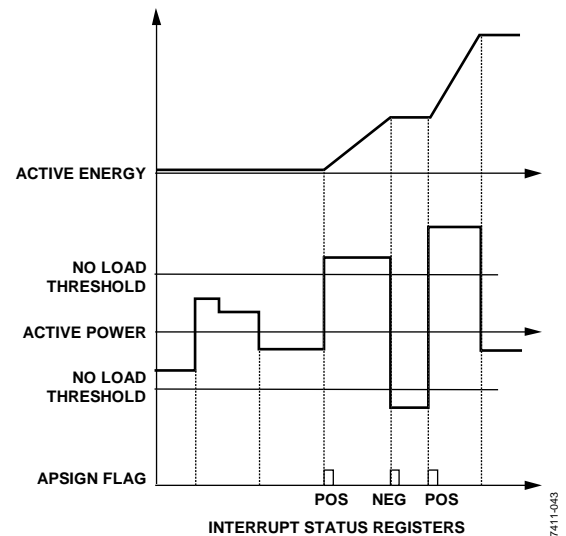 ACTIVE ENERGY
NO LOAD
THRESHOLD
ACTIVE POWER
NO LOAD
THRESHOLD
APSIGN FLAG
POS NEG POS
INTERRUPT STATUS REGISTERS
7411-043